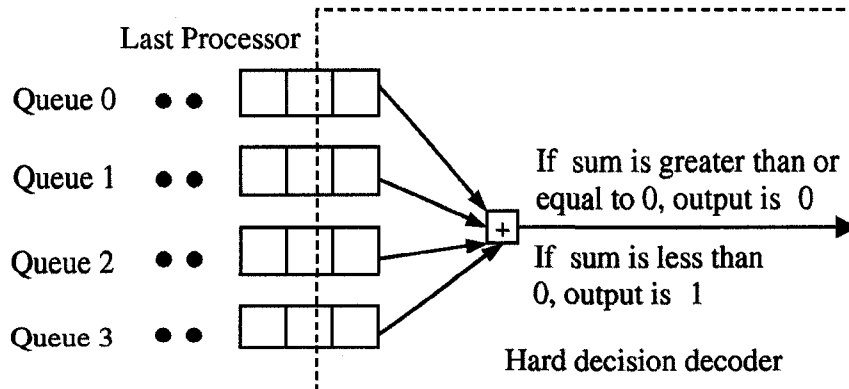 Last Processor
Queue 0
Queue 1
Queue 2
Queue 3
+
If sum is greater than or
equal to 0, output is 0
If sum is less than
0, output is 1
Hard decision decoder